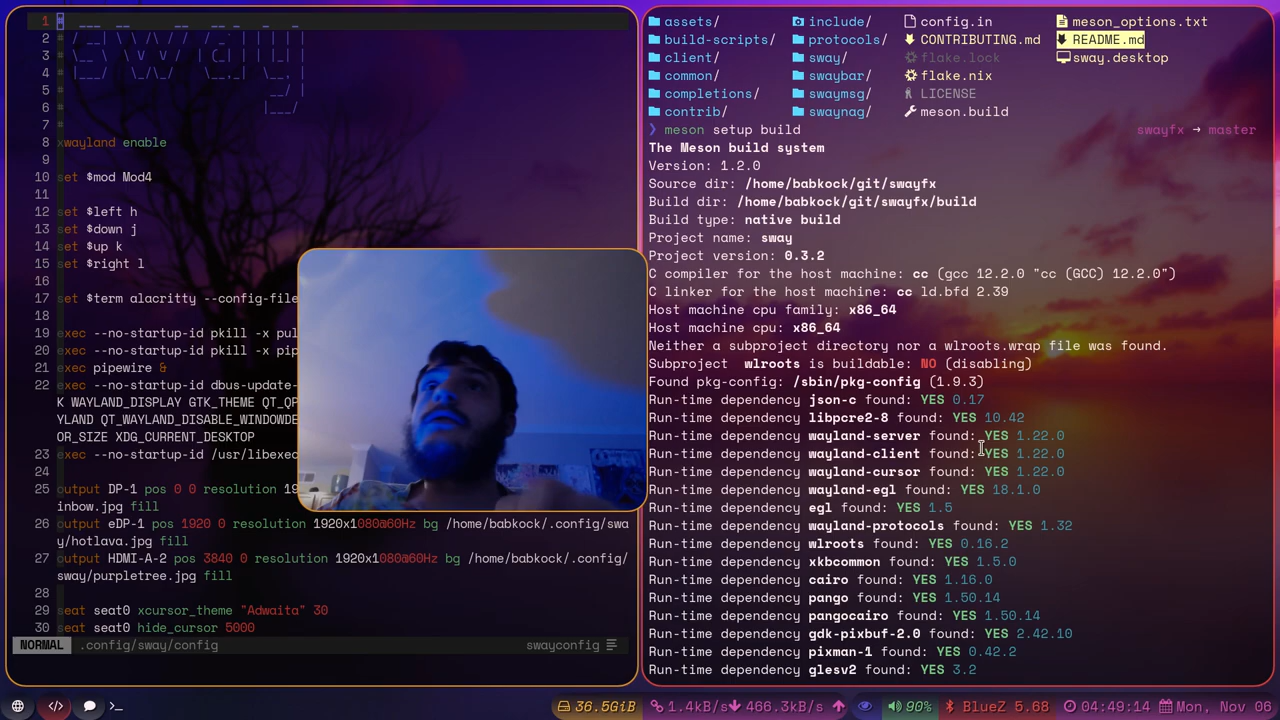 1
2 #
3 #
4 #
5 #
6 #
7 #
8 xwayland enable
9
10 set $mod Mod4
11
12 set $left h
13 set $down j
14 set $up k
15 set $right l
16
17 set $term alacritty --config-file
18
19 exec --no-startup-id pkill -x pul
20 exec --no-startup-id pkill -x pip
21 exec pipewire &
22 exec --no-startup-id dbus-update-
K WAYLAND_DISPLAY GTK_THEME QT_QP
YLAND QT_WAYLAND_DISABLE_WINDOWDE
OR_SIZE XDG_CURRENT_DESKTOP
23 exec --no-startup-id /usr/libexec
24
25 output DP-1 pos 0 0 resolution 19
inbow.jpg fill
26 output eDP-1 pos 1920 0 resolution 1920x1080@60Hz bg /home/babkock/.config/swa
y/hotlava.jpg fill
27 output HDMI-A-2 pos 3840 0 resolution 1920x1080@60Hz bg /home/babkock/.config/
sway/purpletree.jpg fill
28
29 seat seat0 xcursor_theme "Adwaita" 30
30 seat seat0 hide_cursor 5000
NORMAL .config/sway/config swayconfig
assets/ include/ config.in meson_options.txt
build-scripts/ protocols/ CONTRIBUTING.md README.md
client/ sway/ flake.lock sway.desktop
common/ swaybar/ flake.nix
completions/ swaymsg/ LICENSE
contrib/ swaynag/ meson.build
❯ meson setup build swayfx → master
The Meson build system
Version: 1.2.0
Source dir: /home/babkock/git/swayfx
Build dir: /home/babkock/git/swayfx/build
Build type: native build
Project name: sway
Project version: 0.3.2
C compiler for the host machine: cc (gcc 12.2.0 "cc (GCC) 12.2.0")
C linker for the host machine: cc ld.bfd 2.39
Host machine cpu family: x86_64
Host machine cpu: x86_64
Neither a subproject directory nor a wlroots.wrap file was found.
Subproject wlroots is buildable: NO (disabling)
Found pkg-config: /sbin/pkg-config (1.9.3)
Run-time dependency json-c found: YES 0.17
Run-time dependency libpcre2-8 found: YES 10.42
Run-time dependency wayland-server found: YES 1.22.0
Run-time dependency wayland-client found: YES 1.22.0
Run-time dependency wayland-cursor found: YES 1.22.0
Run-time dependency wayland-egl found: YES 18.1.0
Run-time dependency egl found: YES 1.5
Run-time dependency wayland-protocols found: YES 1.32
Run-time dependency wlroots found: YES 0.16.2
Run-time dependency xkbcommon found: YES 1.5.0
Run-time dependency cairo found: YES 1.16.0
Run-time dependency pango found: YES 1.50.14
Run-time dependency pangocairo found: YES 1.50.14
Run-time dependency gdk-pixbuf-2.0 found: YES 2.42.10
Run-time dependency pixman-1 found: YES 0.42.2
Run-time dependency glesv2 found: YES 3.2
36.5GiB 1.4kB/s 466.3kB/s 90% BlueZ 5.68 04:49:14 Mon, Nov 06